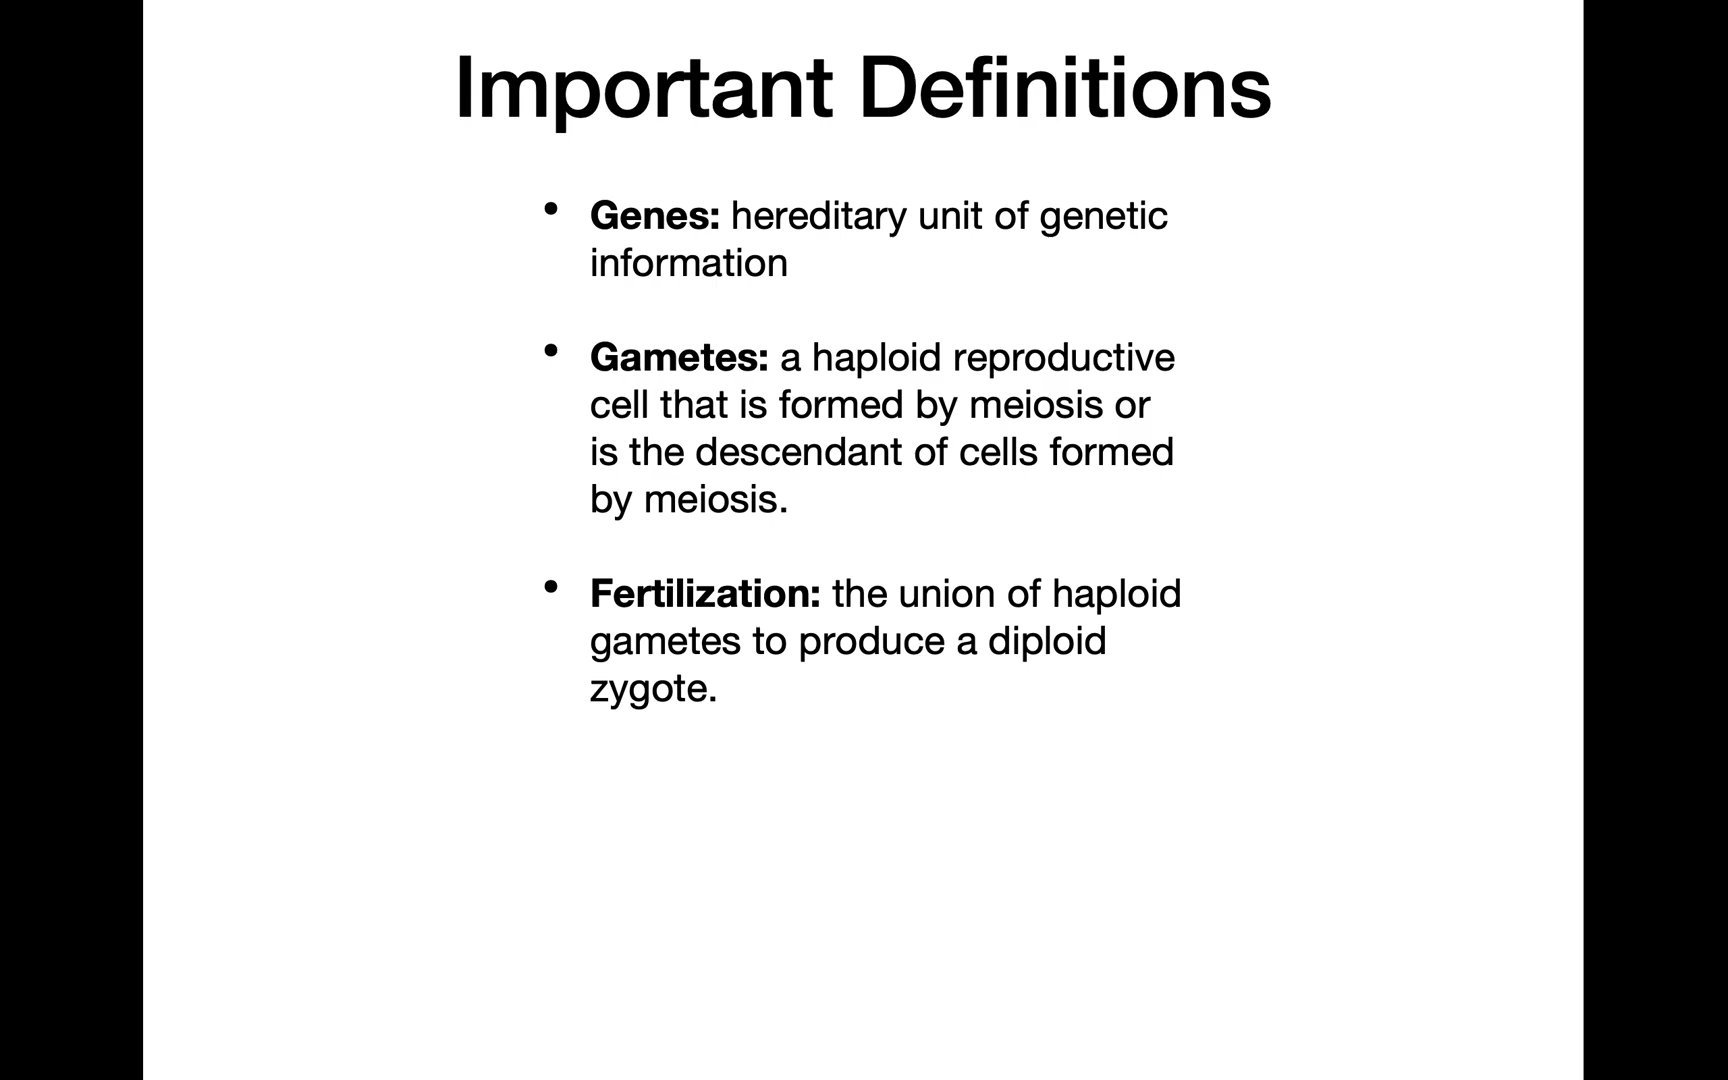 Important Definitions
• Genes: hereditary unit of genetic
information
• Gametes: a haploid reproductive
cell that is formed by meiosis or
is the descendant of cells formed
by meiosis.
• Fertilization: the union of haploid
gametes to produce a diploid
zygote.